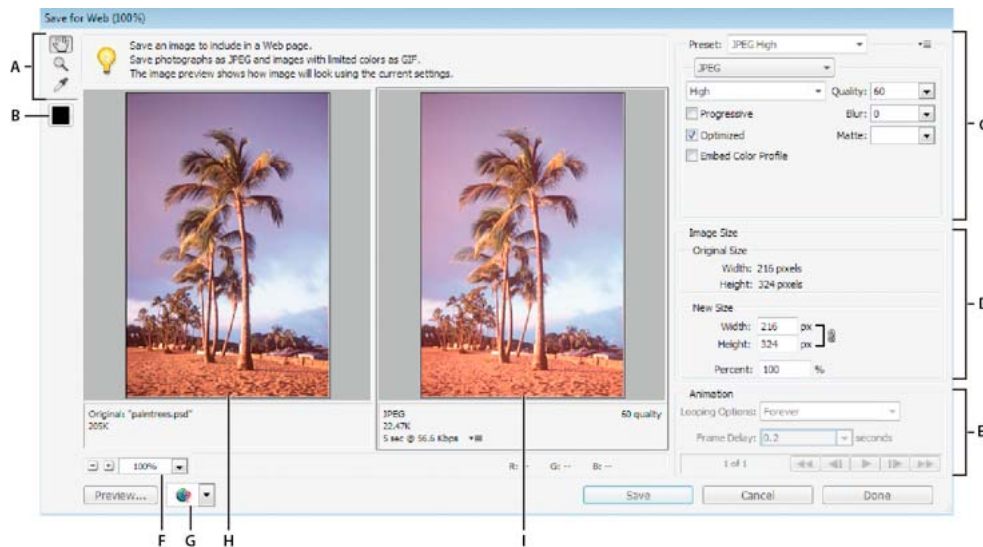 Save for Web (100%)
A
B
Save an image to include in a Web page.
Save photographs as JPEG and images with limited colors as GIF.
The image preview shows how image will look using the current settings.
Original: "palmtrees.psd"
205K
JPEG
60 quality
22.47K
5 sec @ 56.6 Kbps
100%
R: --
G: --
B: --
Preview...
Preset: JPEG High
JPEG
High
Quality: 60
Progressive
Blur: 0
Optimized
Matte:
Embed Color Profile
Image Size
Original Size
Width: 216 pixels
Height: 324 pixels
New Size
Width: 216 px
Height: 324 px
Percent: 100 %
Animation
Looping Options: Forever
Frame Delay: 0.2 seconds
1 of 1
Save
Cancel
Done
F
G
H
I